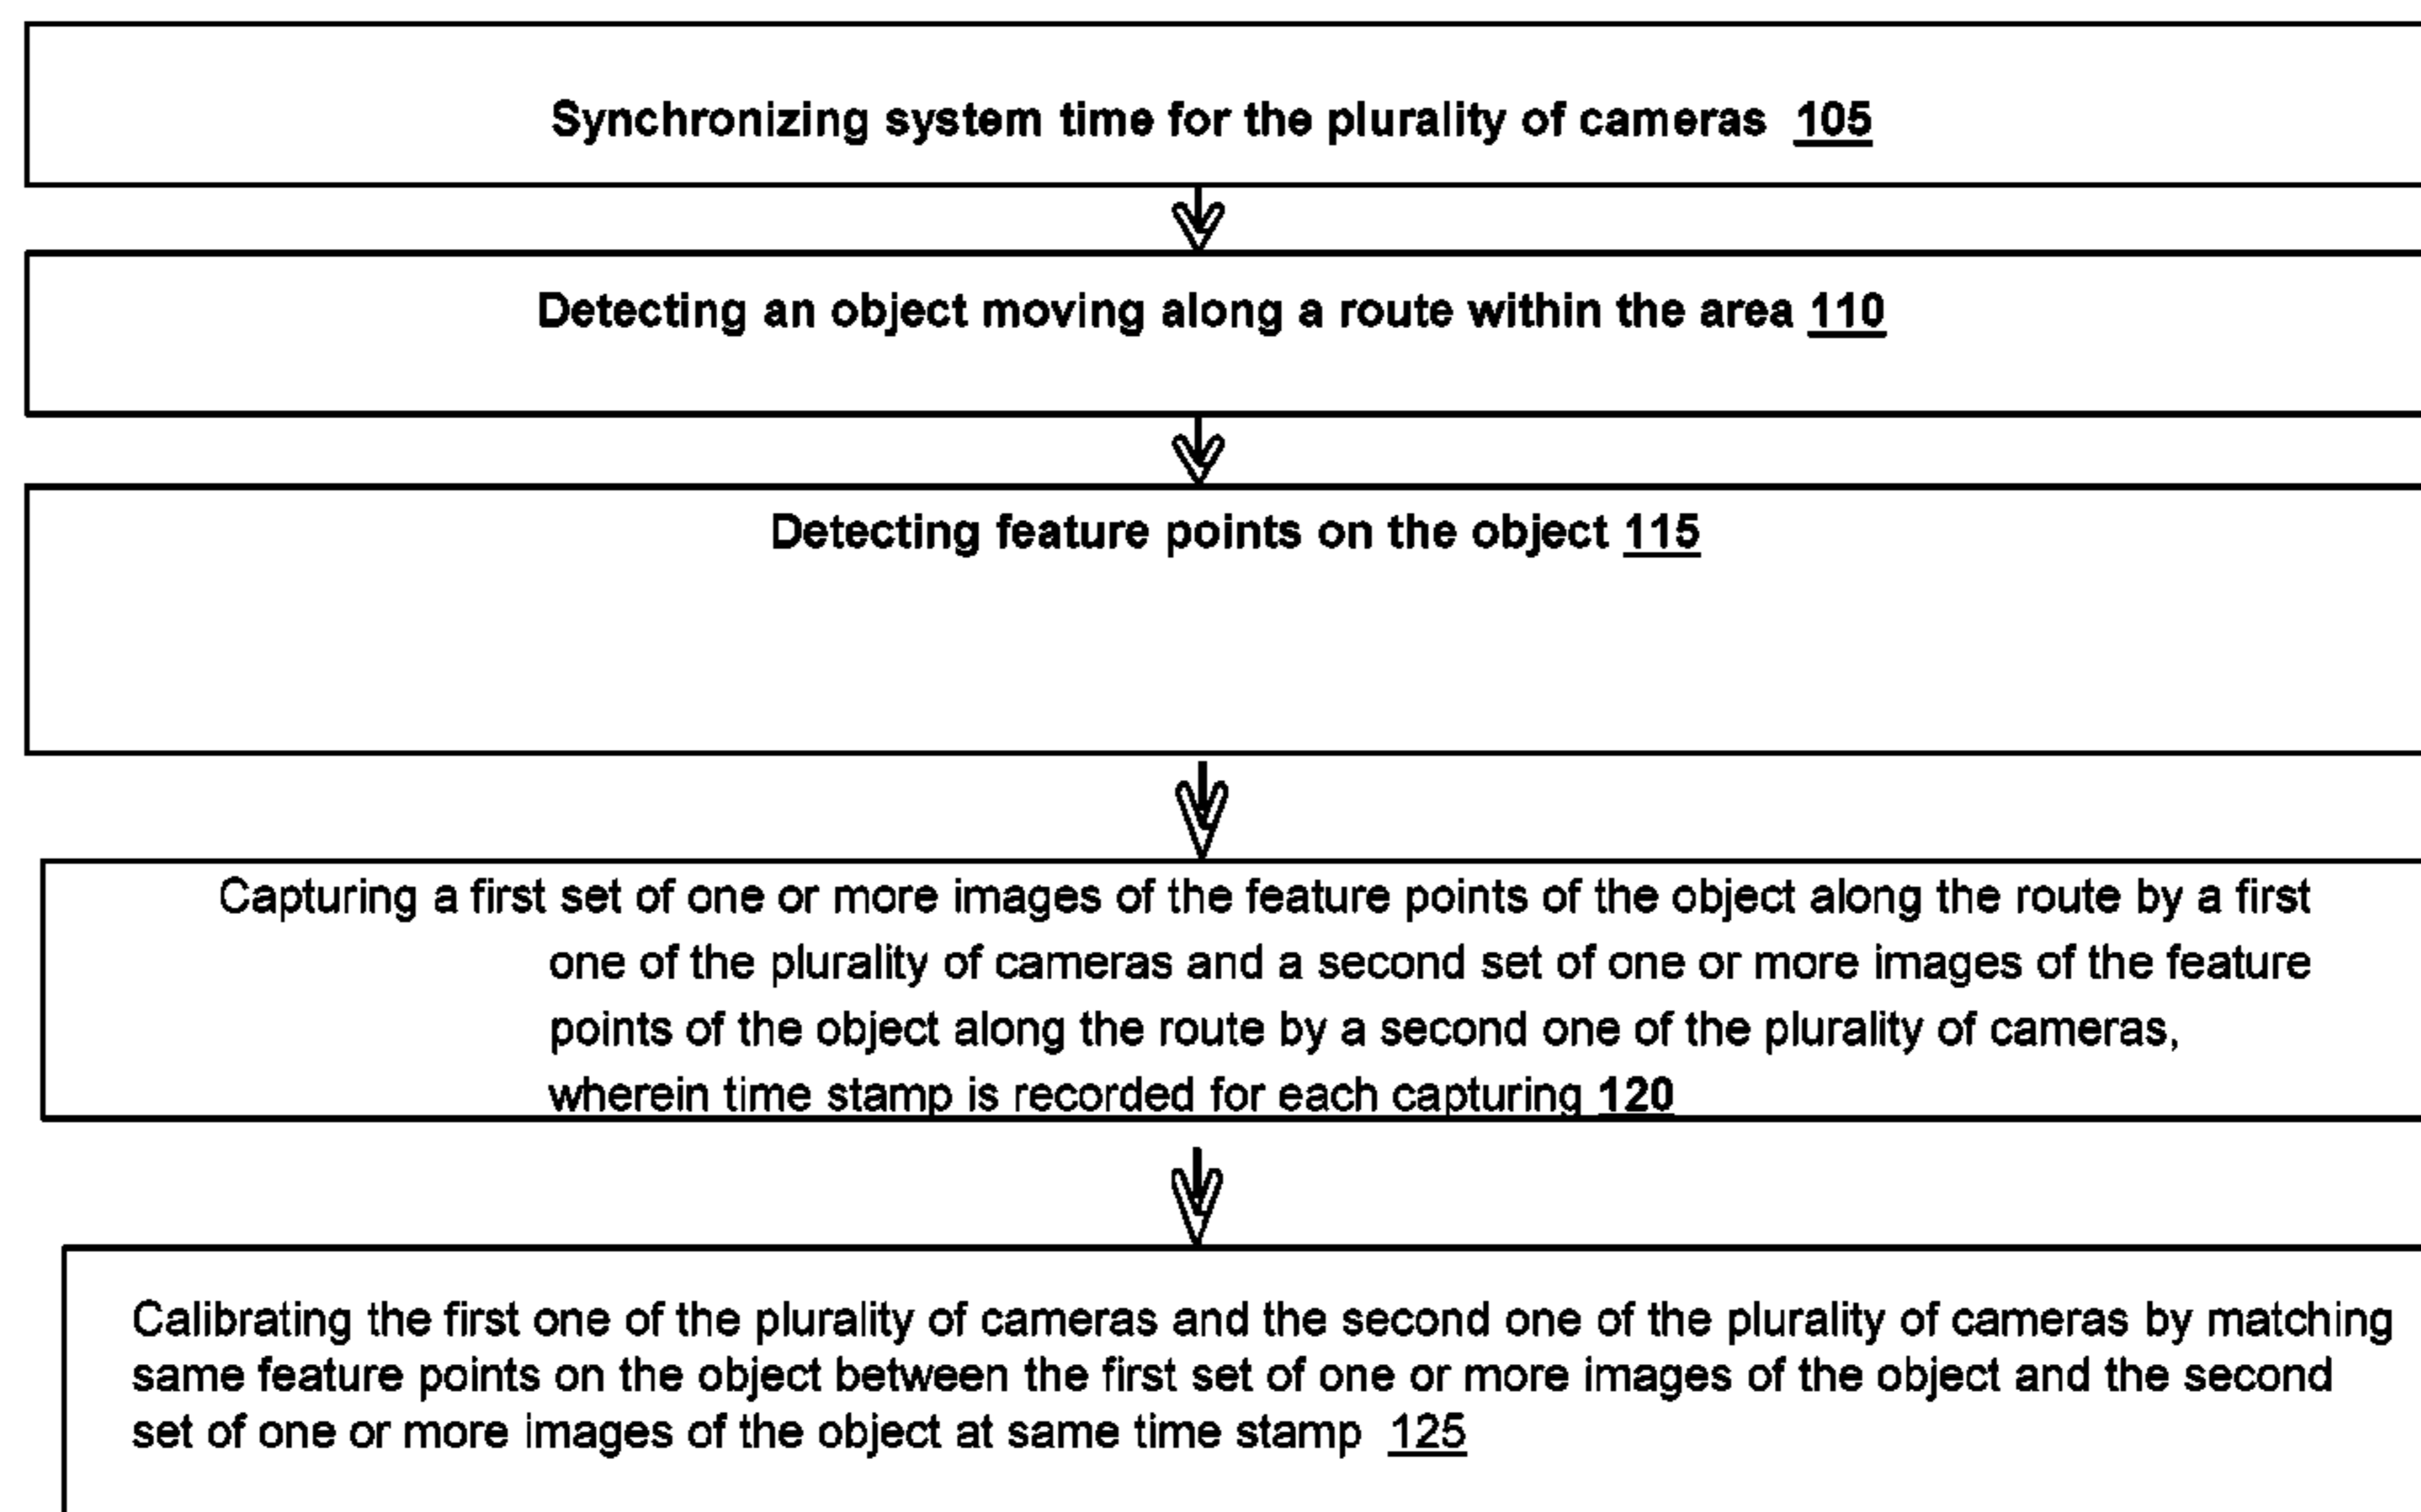 Synchronizing system time for the plurality of cameras 105
Detecting an object moving along a route within the area 110
Detecting feature points on the object 115
Capturing a first set of one or more images of the feature points of the object along the route by a first
one of the plurality of cameras and a second set of one or more images of the feature
points of the object along the route by a second one of the plurality of cameras,
wherein time stamp is recorded for each capturing 120
Calibrating the first one of the plurality of cameras and the second one of the plurality of cameras by matching
same feature points on the object between the first set of one or more images of the object and the second
set of one or more images of the object at same time stamp 125